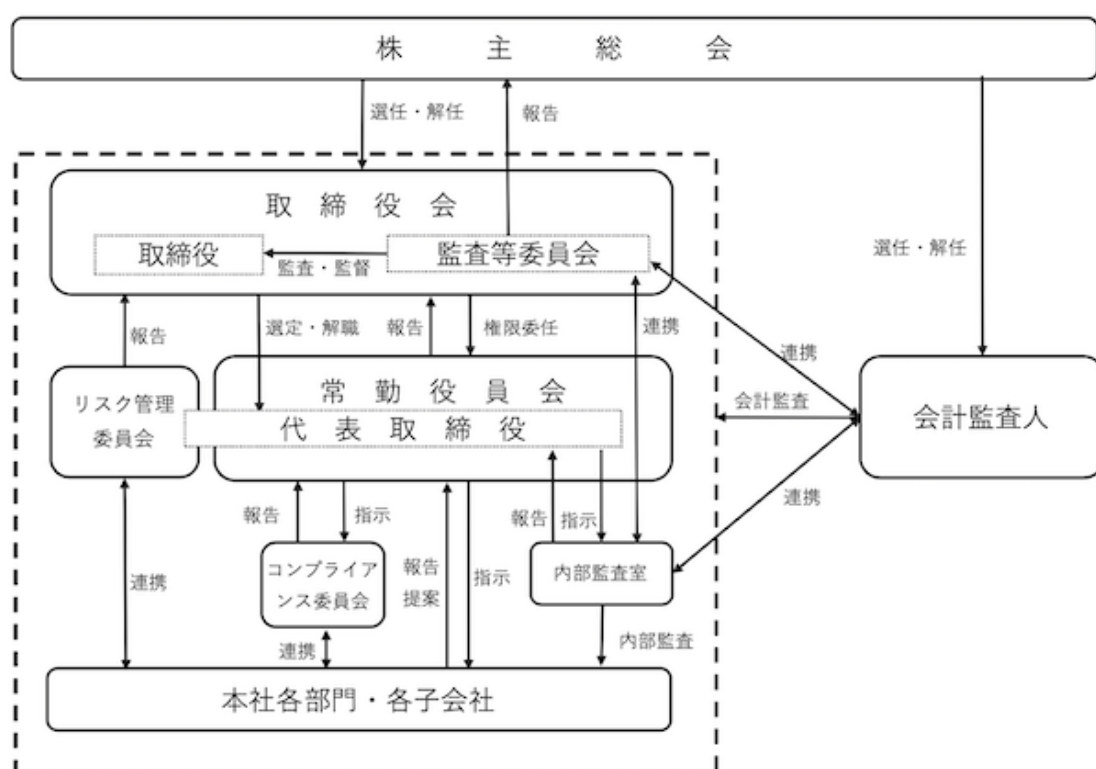 株主総会
選任・解任
報告
取締役会
取締役
監査等委員会
監査・監督
選任・解任
報告
選定・解職
報告
権限委任
連携
連携
リスク管理
委員会
常勤役員会
代表取締役
会計監査
会計監査人
報告
指示
報告
指示
連携
連携
コンプライア
ンス委員会
報告
提案
指示
内部監査室
連携
内部監査
本社各部門・各子会社